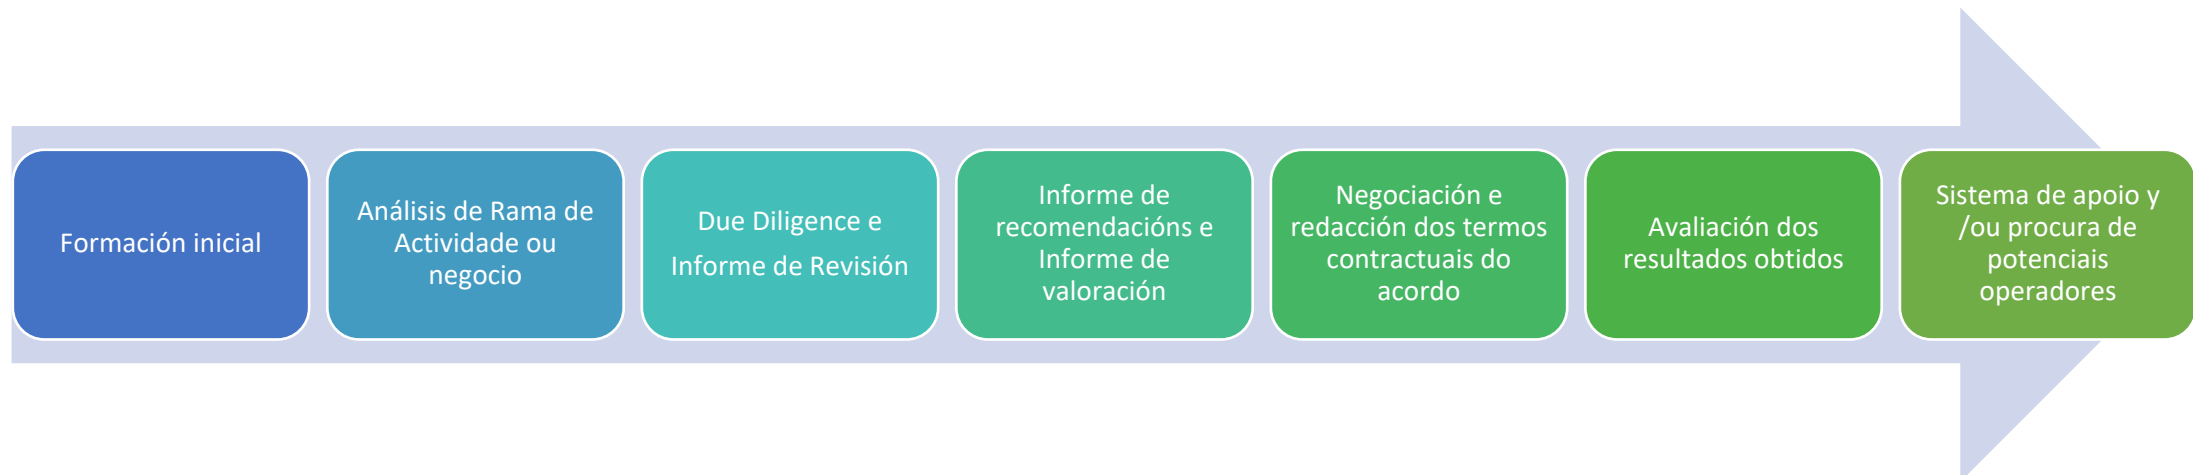 Formación inicial
Análisis de Rama de
Actividade ou
negocio
Due Diligence e
Informe de Revisión
Informe de
recomendacións e
Informe de
valoración
Negociación e
redacción dos termos
contractuais do
acordo
Avaliación dos
resultados obtidos
Sistema de apoio y
/ou procura de
potenciais
operadores